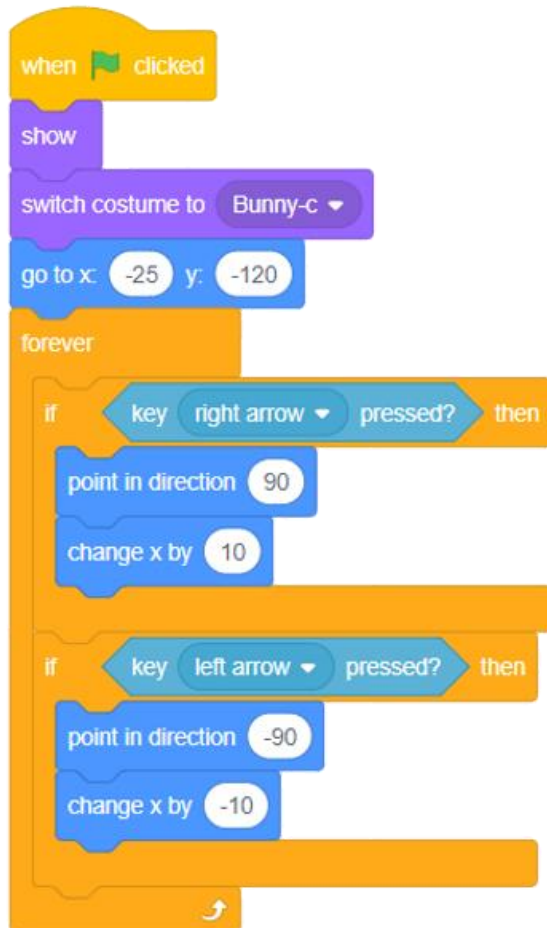 when clicked
show
switch costume to Bunny-c
go to x: -25 y: -120
forever
if key right arrow pressed? then
point in direction 90
change x by 10
if key left arrow pressed? then
point in direction -90
change x by -10